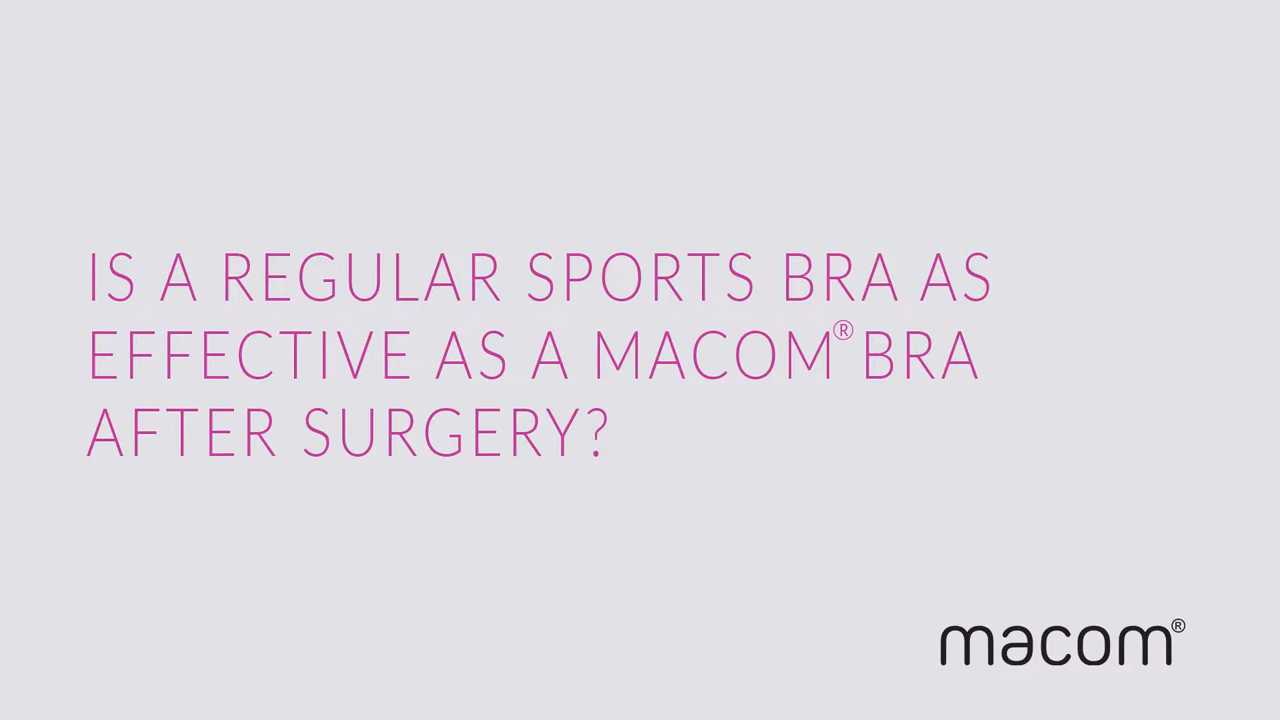 IS A REGULAR SPORTS BRA AS
EFFECTIVE AS A MACOM® BRA
AFTER SURGERY?
macom®